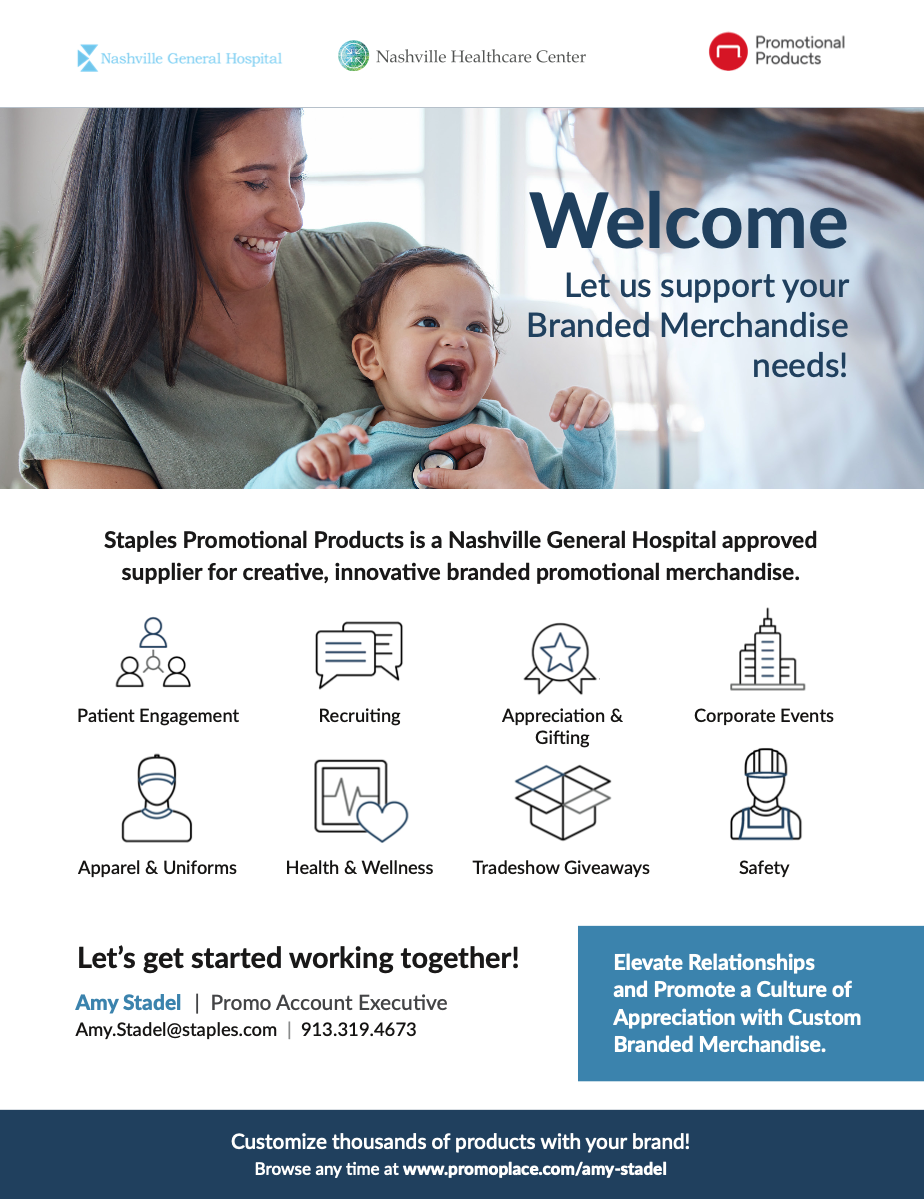 Nashville General Hospital
Nashville Healthcare Center
Promotional
Products
Welcome
Let us support your
Branded Merchandise
needs!
Staples Promotional Products is a Nashville General Hospital approved
supplier for creative, innovative branded promotional merchandise.
Patient Engagement
Recruiting
Appreciation &
Gifting
Corporate Events
Apparel & Uniforms
Health & Wellness
Tradeshow Giveaways
Safety
Let’s get started working together!
Amy Stadel | Promo Account Executive
Amy.Stadel@staples.com | 913.319.4673
Elevate Relationships
and Promote a Culture of
Appreciation with Custom
Branded Merchandise.
Customize thousands of products with your brand!
Browse any time at www.promoplace.com/amy-stadel